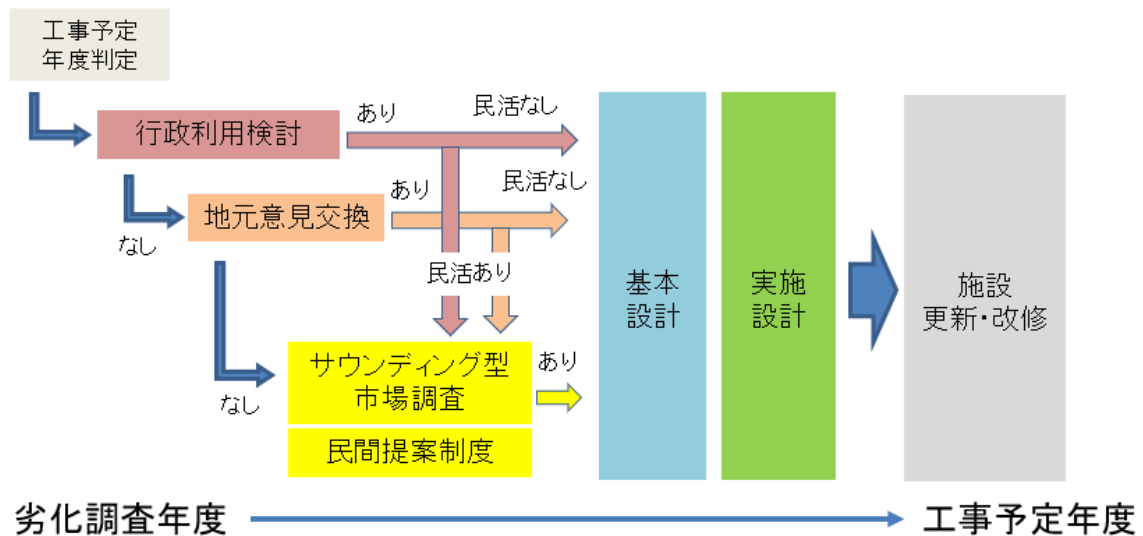 工事予定
年度判定
行政利用検討
あり
民活なし
地元意見交換
あり
民活なし
なし
民活あり
サウンディング型
市場調査
あり
なし
民間提案制度
基本
設計
実施
設計
施設
更新・改修
劣化調査年度
工事予定年度